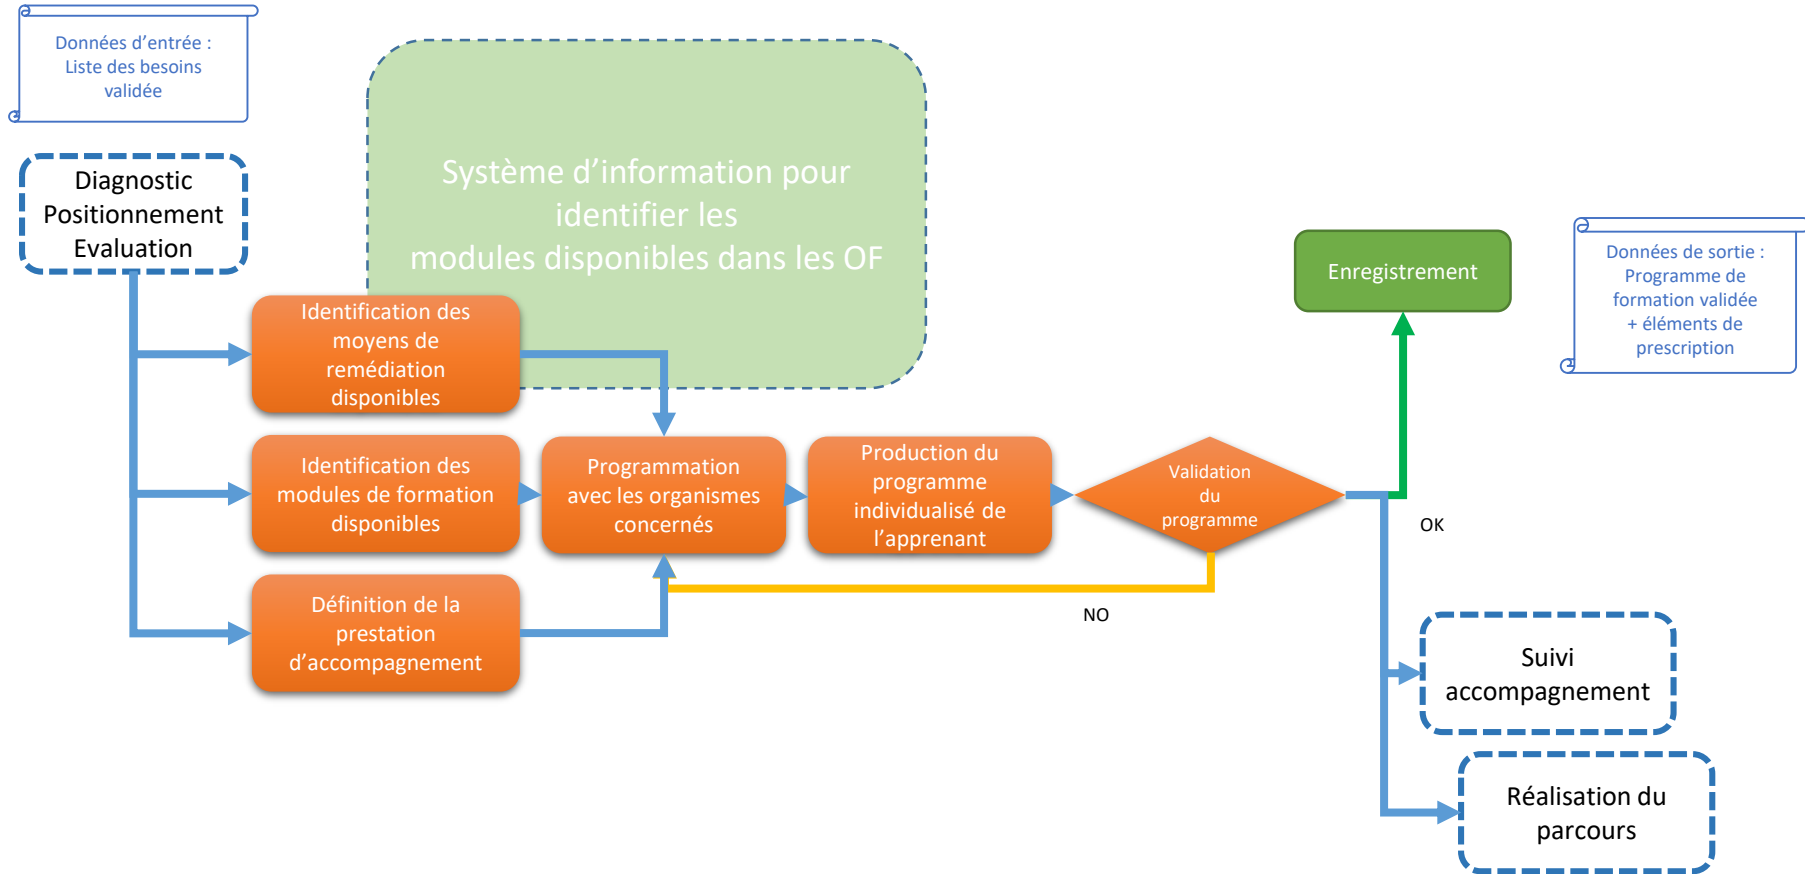 Données d'entrée :
Liste des besoins
validée
Diagnostic
Positionnement
Evaluation
Système d'information pour
identifier les
modules disponibles dans les OF
Identification des
moyens de
remédiation
disponibles
Identification des
modules de formation
disponibles
Définition de la
prestation
d'accompagnement
Programmation
avec les organismes
concernés
Production du
programme
individualisé de
l'apprenant
Validation
du
programme
NO
OK
Enregistrement
Données de sortie :
Programme de
formation validée
+ éléments de
prescription
Suivi
accompagnement
Réalisation du
parcours